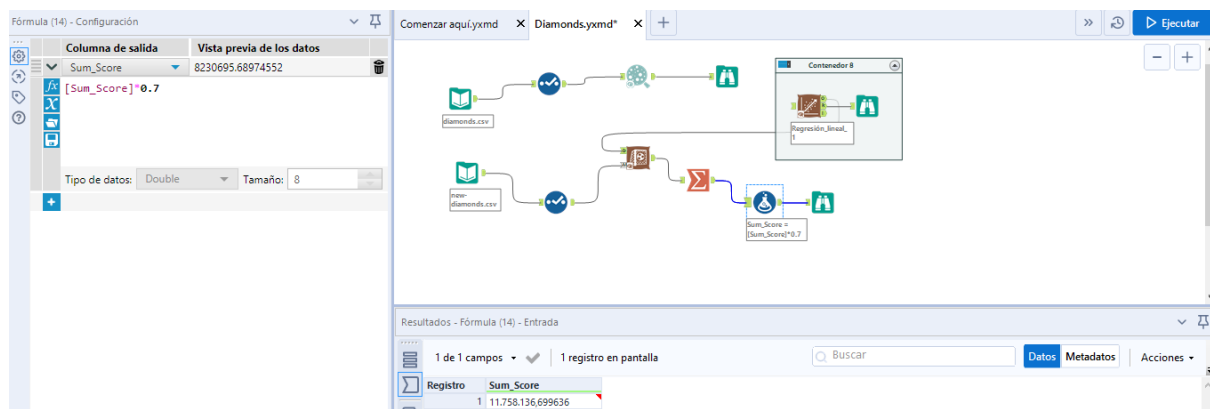 Fórmula (14) - Configuración
Columna de salida Vista previa de los datos
Sum_Score 8230695.68974552
[Sum_Score]*0.7
Tipo de datos: Double Tamaño: 8
Comenzar aquí.yxmd X Diamonds.yxmd* X +
Ejecutar
diamonds.csv
new-
diamonds.csv
Contenedor 8
Regresión_lineal_
1
Sum_Score =
[Sum_Score]*0.7
Resultados - Fórmula (14) - Entrada
1 de 1 campos 1 registro en pantalla Buscar Datos Metadatos Acciones
Registro Sum_Score
1 11.758.136,699636